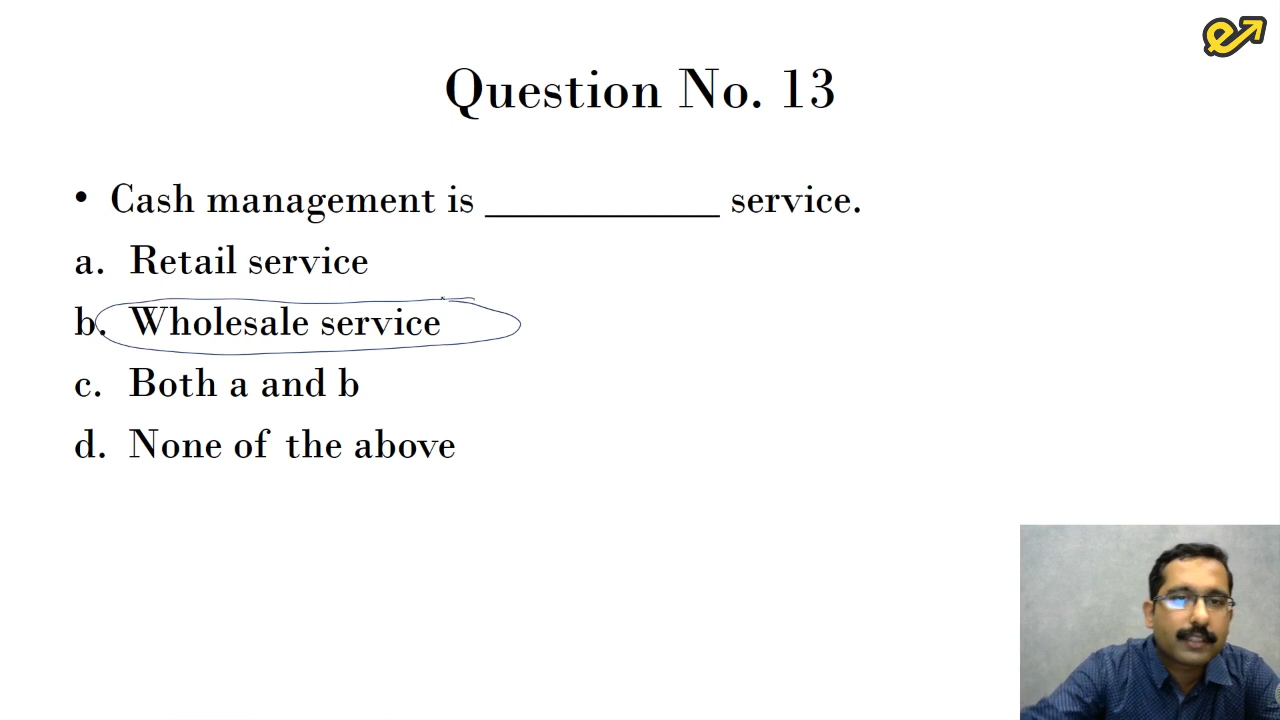 Question No. 13
• Cash management is ____________ service.
a. Retail service
b. Wholesale service
c. Both a and b
d. None of the above